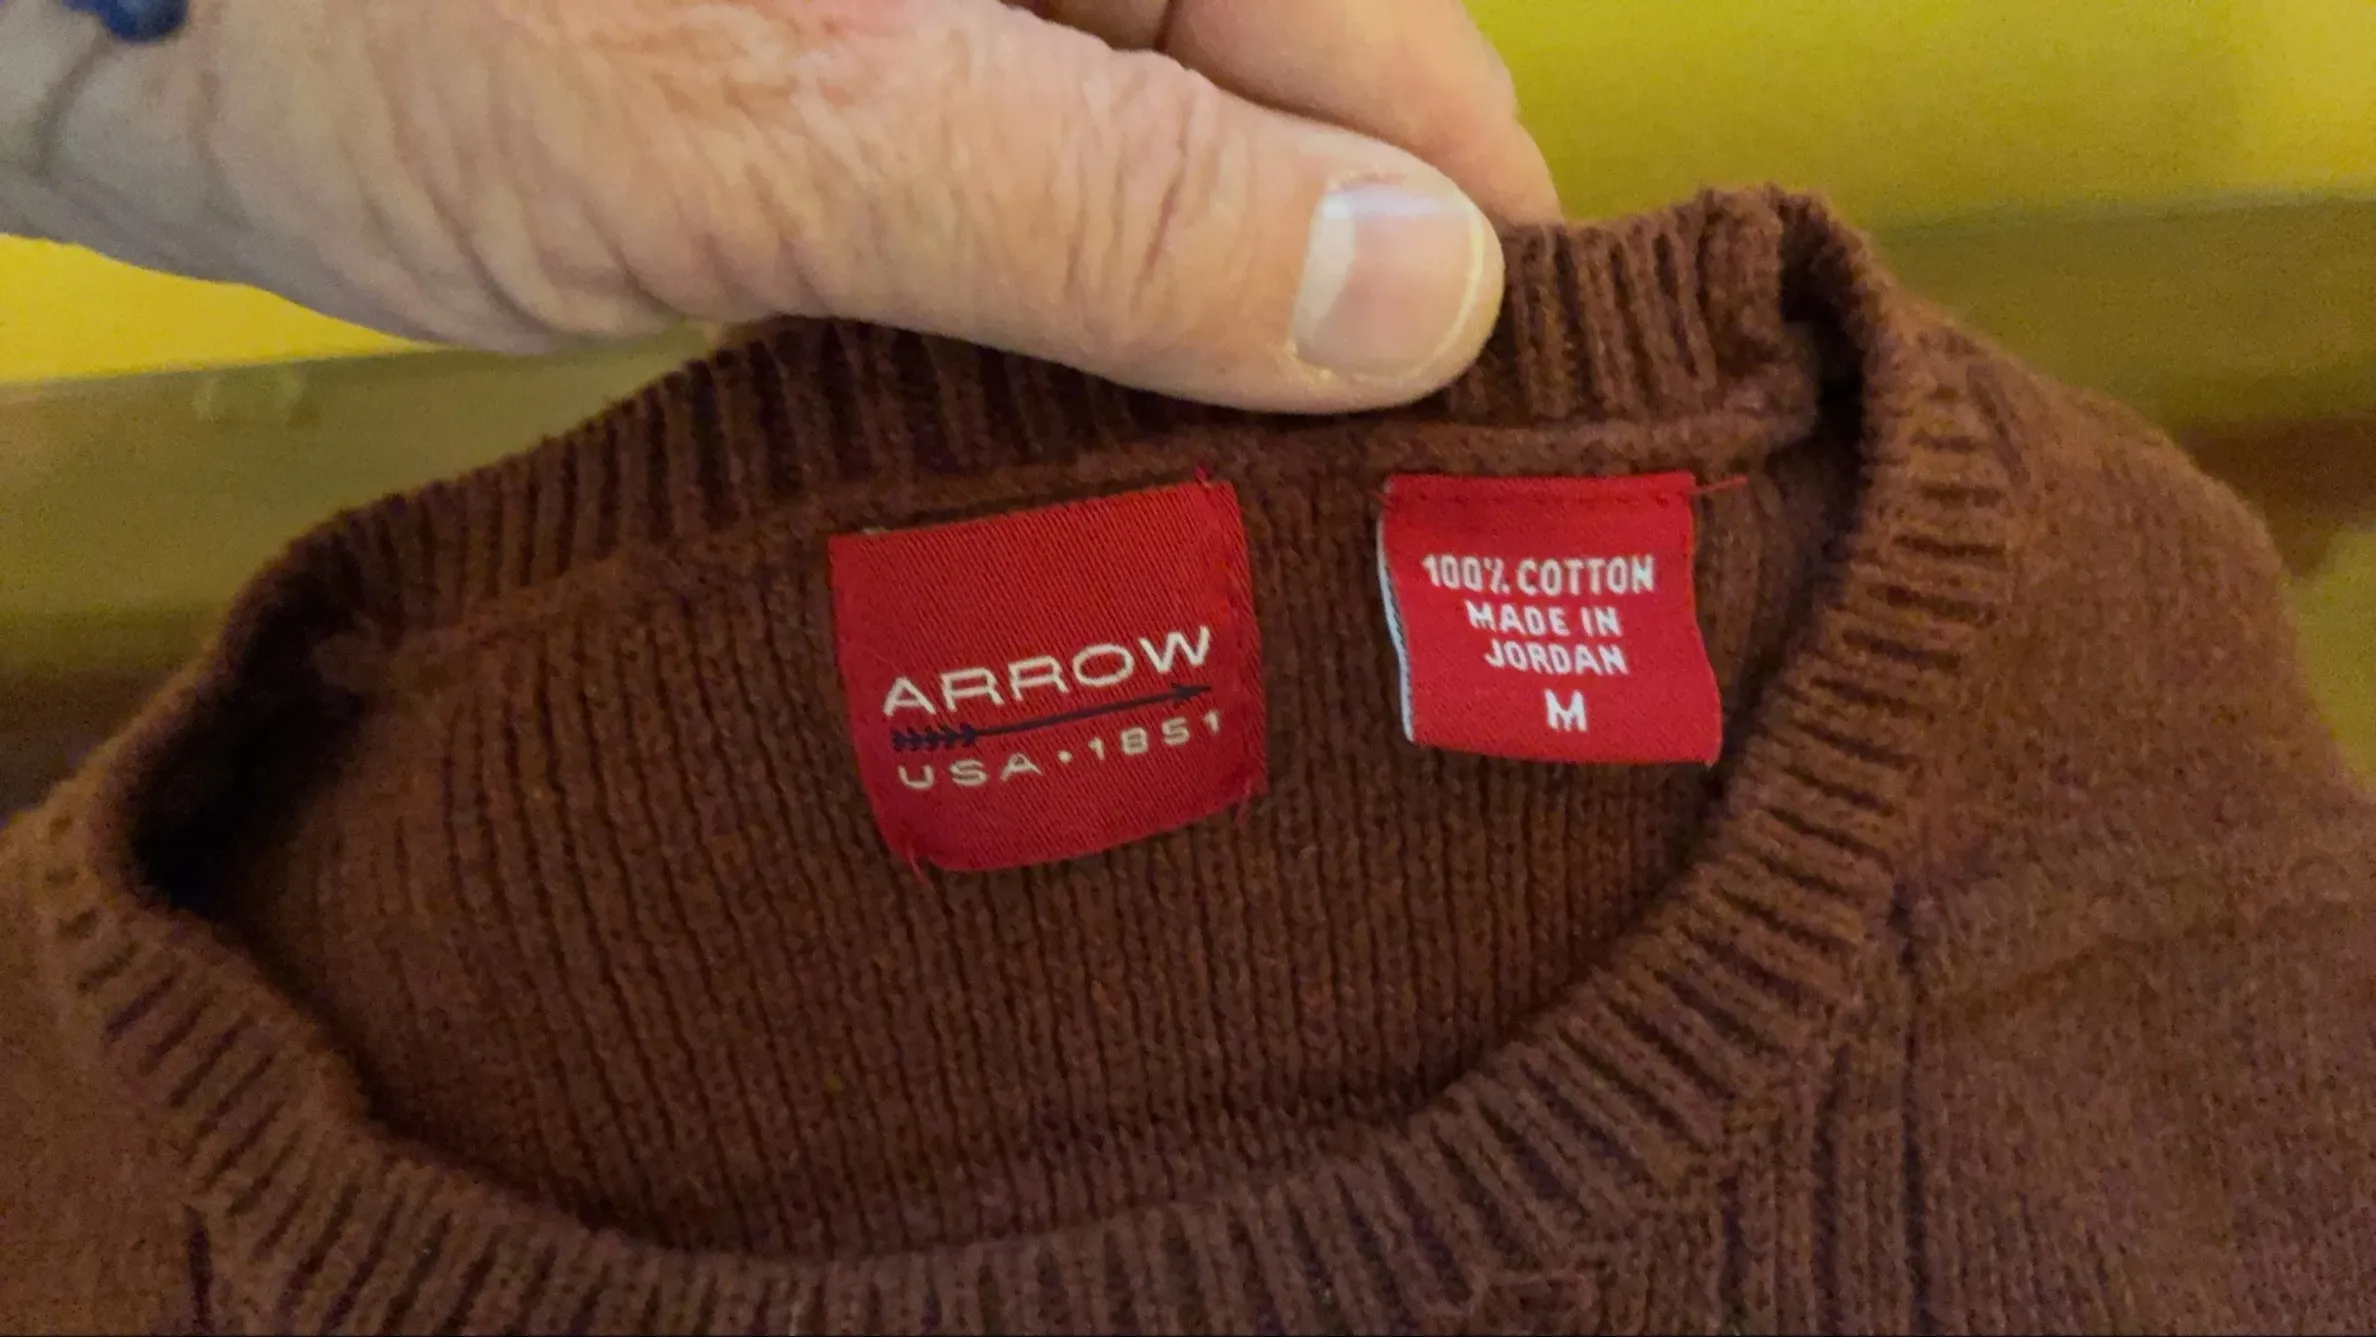 ARROW
USA・1851
100% COTTON
MADE IN
JORDAN
M